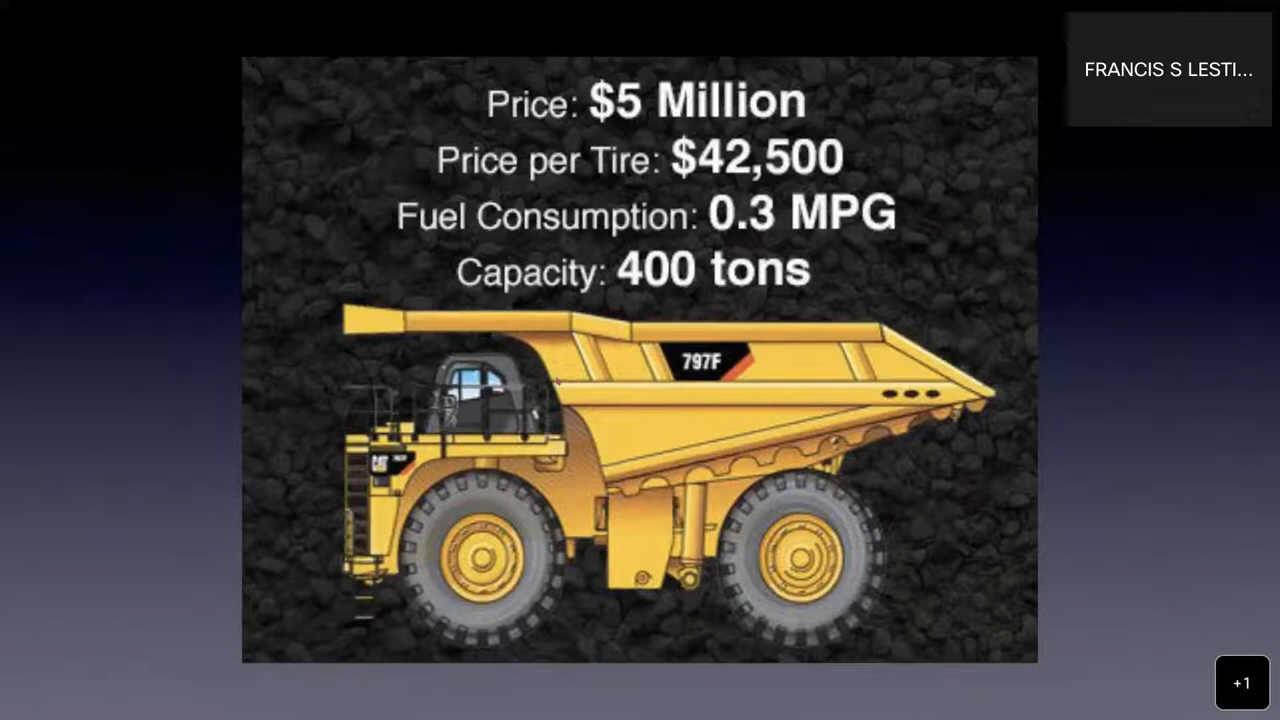 FRANCIS S LESTI...
Price: $5 Million
Price per Tire: $42,500
Fuel Consumption: 0.3 MPG
Capacity: 400 tons
797F
CAT
+1